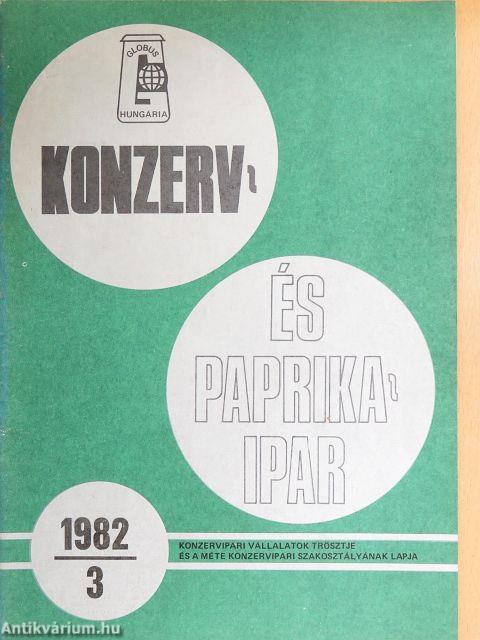 GLOBUS
HUNGÁRIA
KONZERV-
ÉS
PAPRIKA-
IPAR
1982
3
KONZERVIPARI VÁLLALATOK TRÖSZTJE
ÉS A MÉTE KONZERVIPARI SZAKOSZTÁLYÁNAK LAPJA
Antikvárium.hu